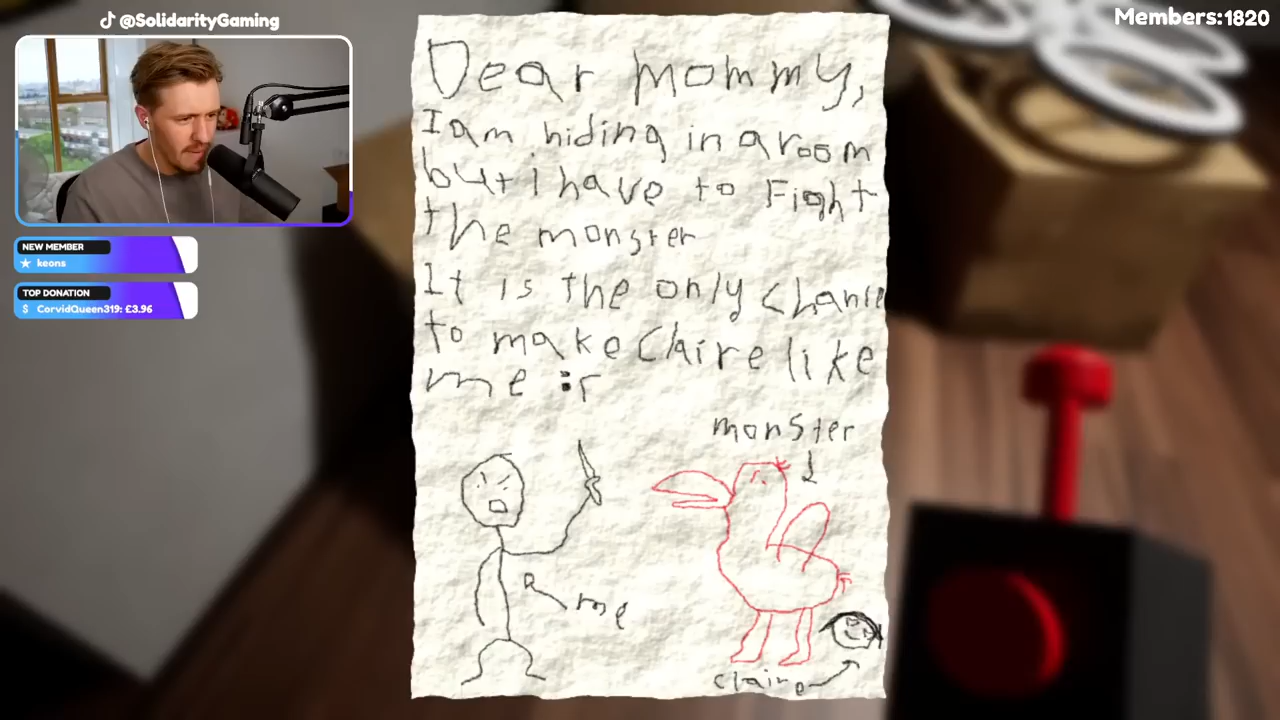 @SolidarityGaming
Members:1820
NEW MEMBER
keons
TOP DONATION
$ CorvidQueen319: £3.96
Dear mommy,
I am hiding in a room
but i have to Fight
the monster
It is the only chance
to make Claire like
me :r
monster
me
Claire